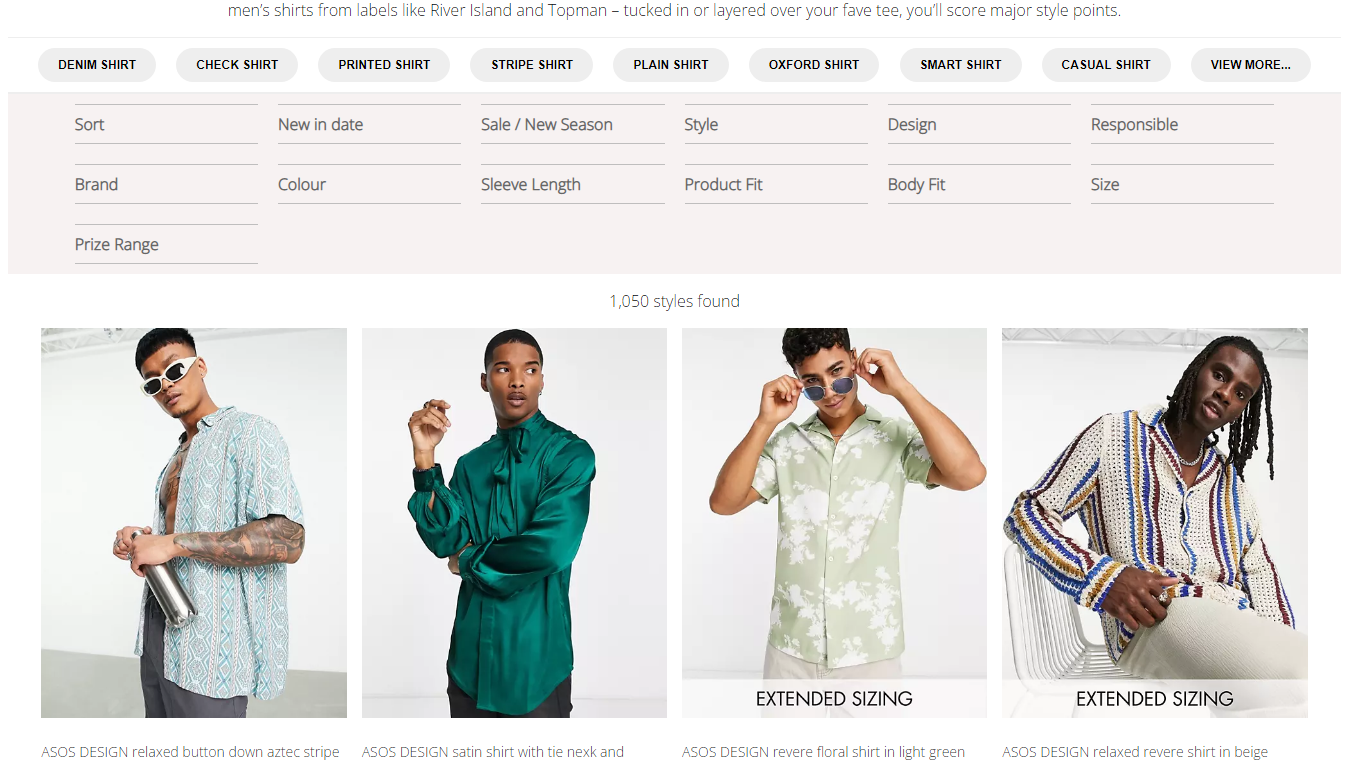 men's shirts from labels like River Island and Topman – tucked in or layered over your fave tee, you'll score major style points.
DENIM SHIRT CHECK SHIRT PRINTED SHIRT STRIPE SHIRT PLAIN SHIRT OXFORD SHIRT SMART SHIRT CASUAL SHIRT VIEW MORE...
Sort New in date Sale / New Season Style Design Responsible
Brand Colour Sleeve Length Product Fit Body Fit Size
Prize Range
1,050 styles found
EXTENDED SIZING EXTENDED SIZING
ASOS DESIGN relaxed button down aztec stripe ASOS DESIGN satin shirt with tie nexk and ASOS DESIGN revere floral shirt in light green ASOS DESIGN relaxed revere shirt in beige